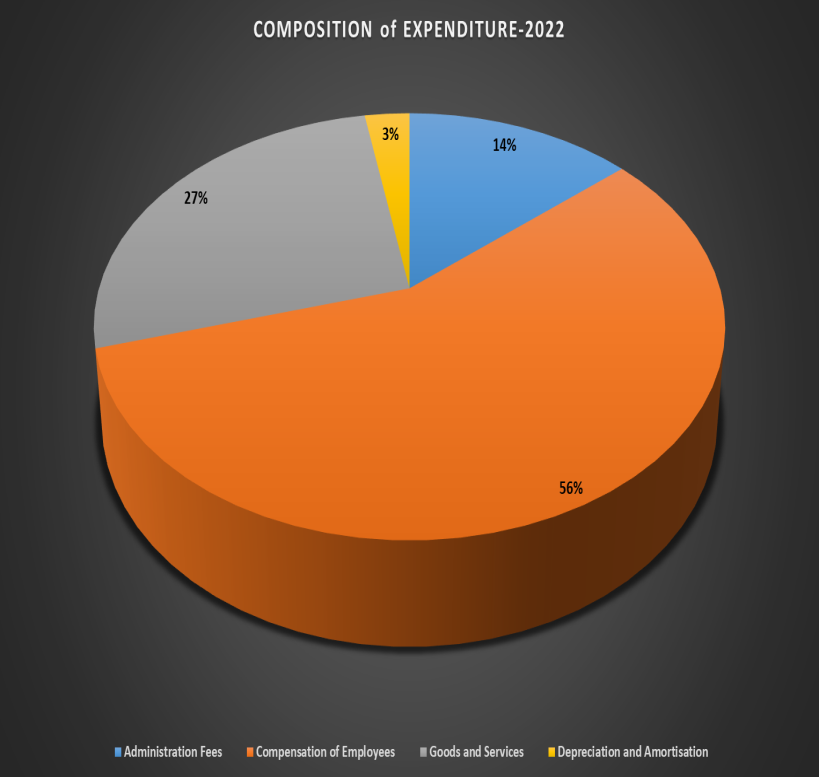 COMPOSITION of EXPENDITURE-2022
3%
14%
27%
56%
Administration Fees Compensation of Employees Goods and Services Depreciation and Amortisation